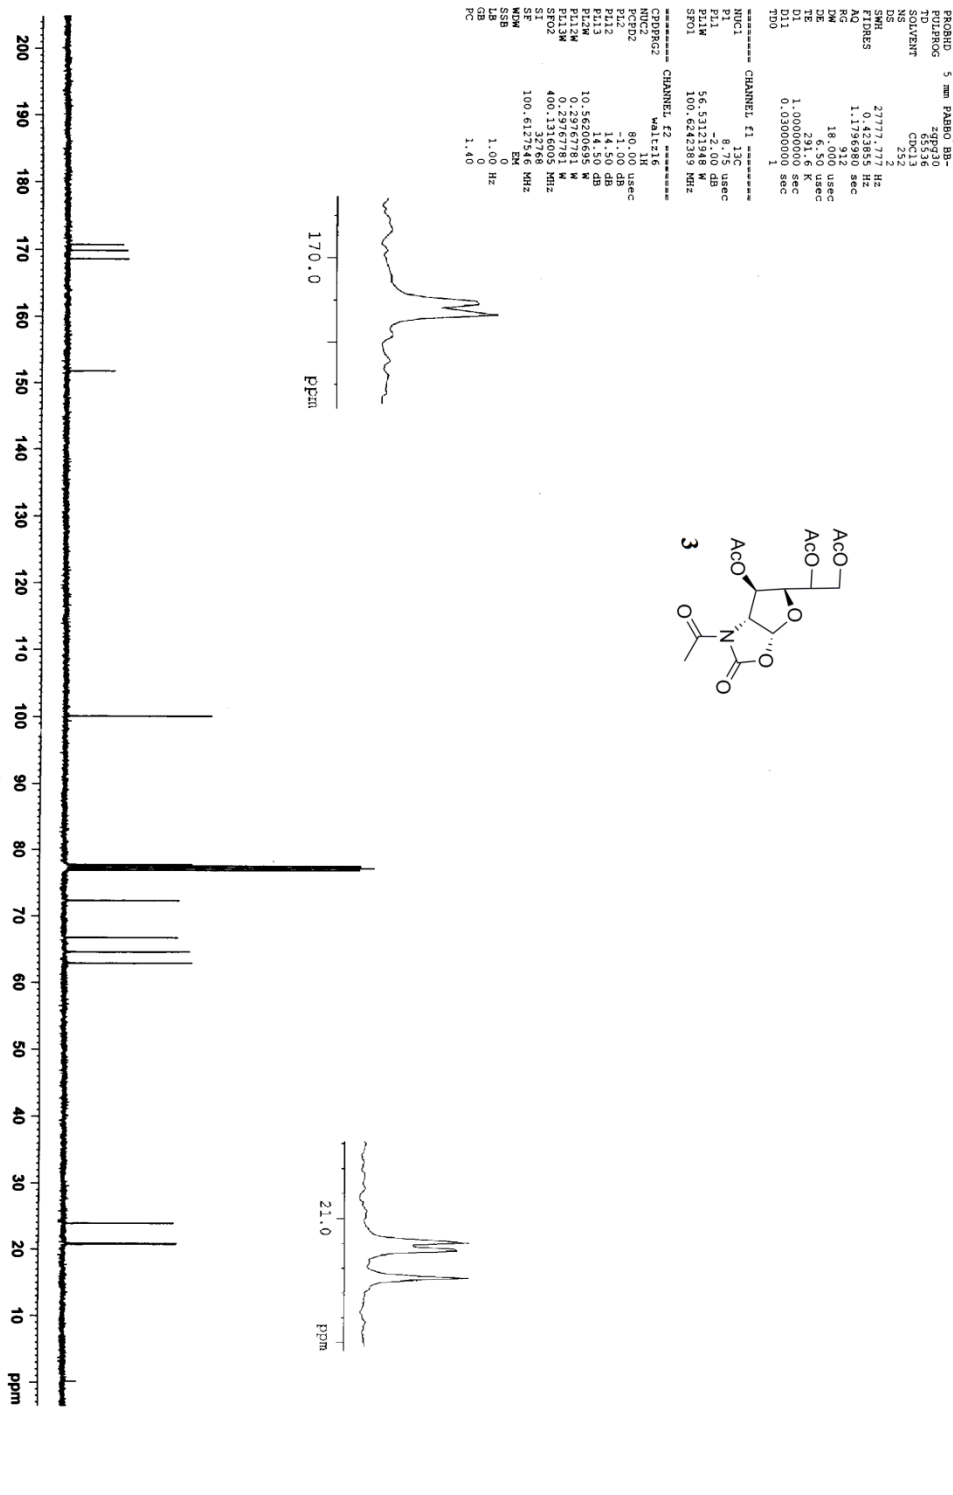 PROBHD 5 mm PABBO BB-
PULPROG zgpg30
TD 65536
SOLVENT CDCl3
NS 252
DS 2
SWH 27777.777 Hz
FIDRES 0.423855 Hz
AQ 1.1796980 sec
RG 912
DW 18.000 usec
DE 6.50 usec
TE 291.6 K
D1 1.00000000 sec
D11 0.03000000 sec
TD0 1
======== CHANNEL f1 ========
NUC1 13C
P1 8.75 usec
PL1 -2.00 dB
PL1W 56.53121948 W
SFO1 100.6242389 MHz
======== CHANNEL f2 ========
CPDPRG2 waltz16
NUC2 1H
PCPD2 80.00 usec
PL2 -1.00 dB
PL12 14.50 dB
PL13 14.50 dB
PL2W 10.56200695 W
PL12W 0.29767781 W
PL13W 0.29767781 W
SFO2 400.1316005 MHz
SI 32768
SF 100.6127546 MHz
WDW EM
SSB 0
LB 1.00 Hz
GB 0
PC 1.40
AcO
AcO
O
AcO
N
O
O
O
3
170.0 ppm
21.0 ppm
200 190 180 170 160 150 140 130 120 110 100 90 80 70 60 50 40 30 20 10 ppm